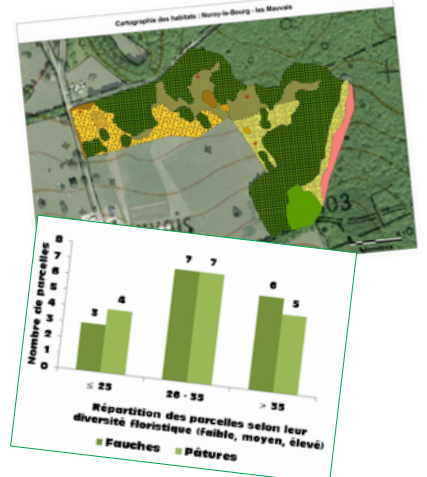 Cartographie des habitats : Noroy-le-Bourg - les Mauvais
03
Nombre de parcelles
8
7
6
5
4
3
2
1
0
3
4
7
7
6
5
≤ 25
26 - 35
> 35
Répartition des parcelles selon leur
diversité floristique (faible, moyen, élevé)
Fauches
Pâtures